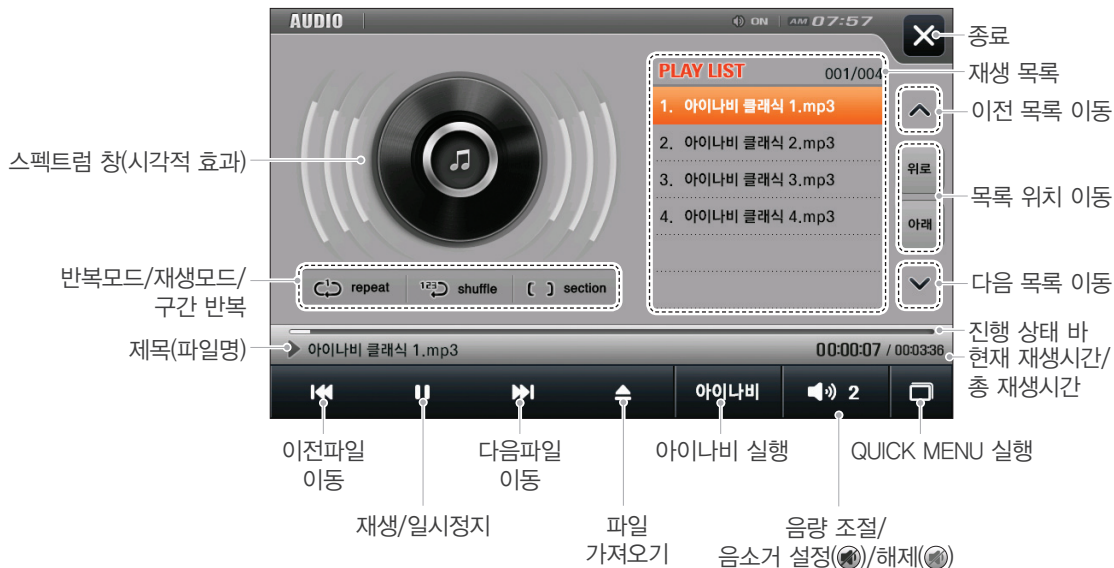 AUDIO
ON
AM 07:57
종료
PLAY LIST
001/004
재생 목록
1. 아이나비 클래식 1.mp3
이전 목록 이동
2. 아이나비 클래식 2.mp3
스펙트럼 창(시각적 효과)
3. 아이나비 클래식 3.mp3
위로
목록 위치 이동
4. 아이나비 클래식 4.mp3
아래
반복모드/재생모드/
구간 반복
1 repeat
123 shuffle
[ ] section
다음 목록 이동
진행 상태 바
제목(파일명)
아이나비 클래식 1.mp3
00:00:07 / 00:03:36
현재 재생시간/
총 재생시간
아이나비
2
이전파일
이동
다음파일
이동
아이나비 실행
QUICK MENU 실행
재생/일시정지
파일
가져오기
음량 조절/
음소거 설정()/해제()